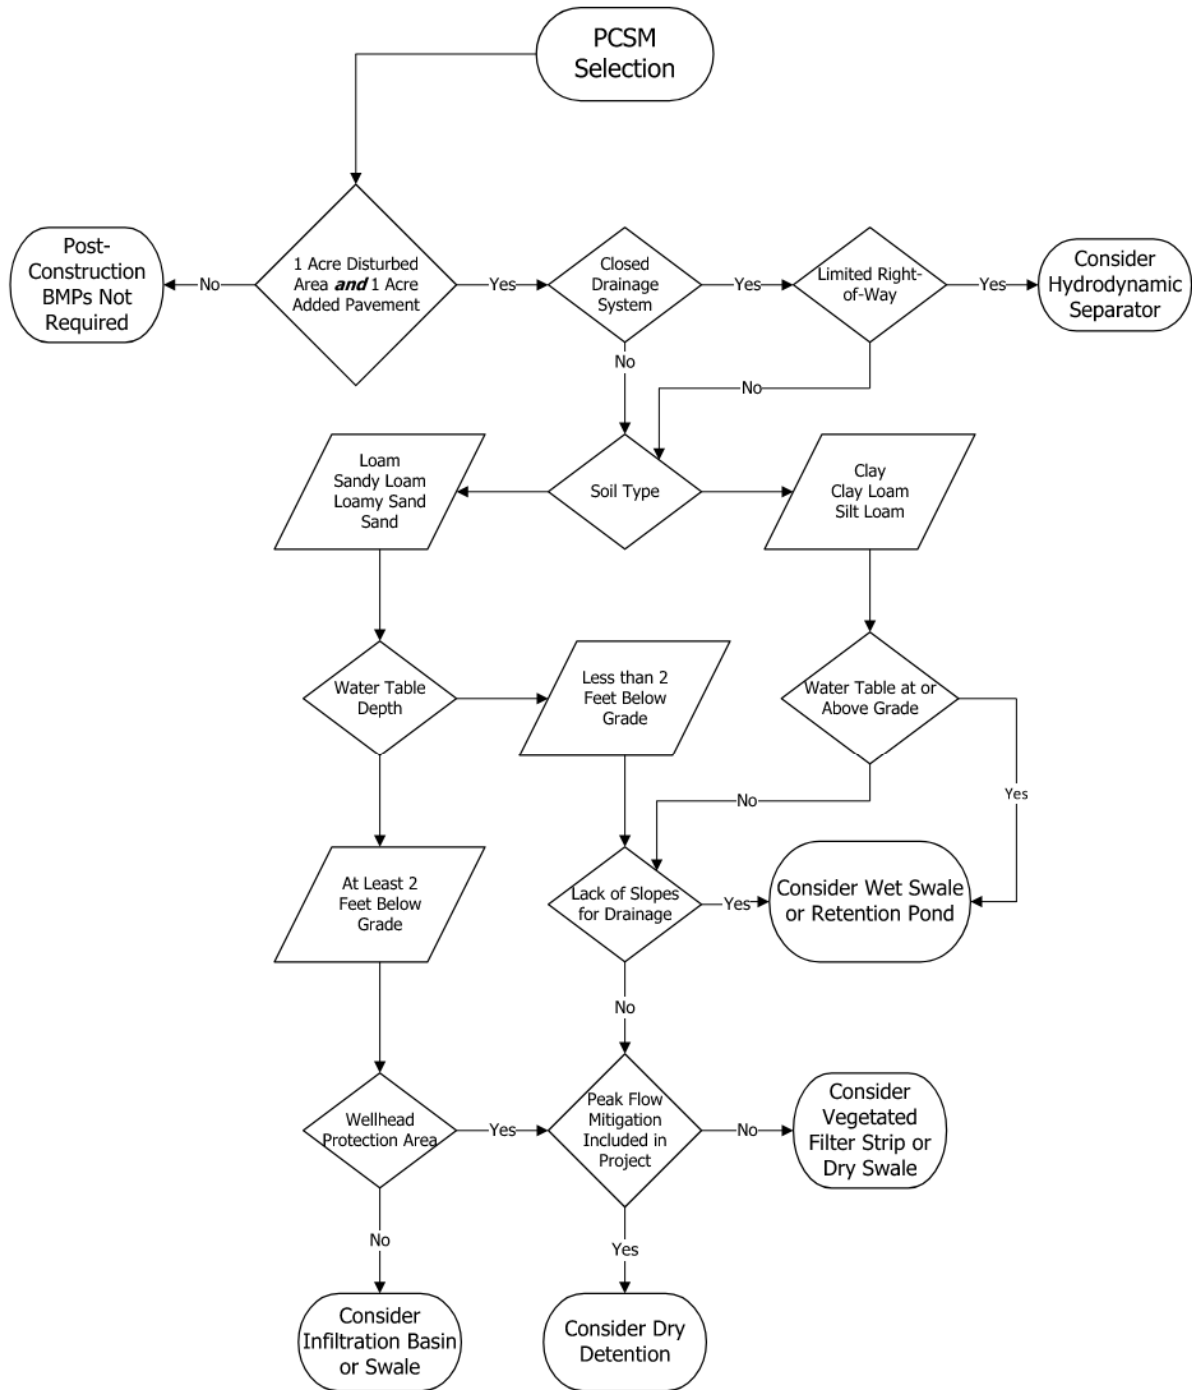 PCSM
Selection
Post-
Construction
BMPs Not
Required
No
1 Acre Disturbed
Area and 1 Acre
Added Pavement
Yes
Closed
Drainage
System
Yes
Limited Right-
of-Way
Yes
Consider
Hydrodynamic
Separator
No
No
Loam
Sandy Loam
Loamy Sand
Sand
Soil Type
Clay
Clay Loam
Silt Loam
Water Table
Depth
Less than 2
Feet Below
Grade
Water Table at or
Above Grade
No
Yes
At Least 2
Feet Below
Grade
Lack of Slopes
for Drainage
Yes
Consider Wet Swale
or Retention Pond
No
Wellhead
Protection Area
Yes
Peak Flow
Mitigation
Included in
Project
No
Consider
Vegetated
Filter Strip or
Dry Swale
No
Yes
Consider
Infiltration Basin
or Swale
Consider Dry
Detention